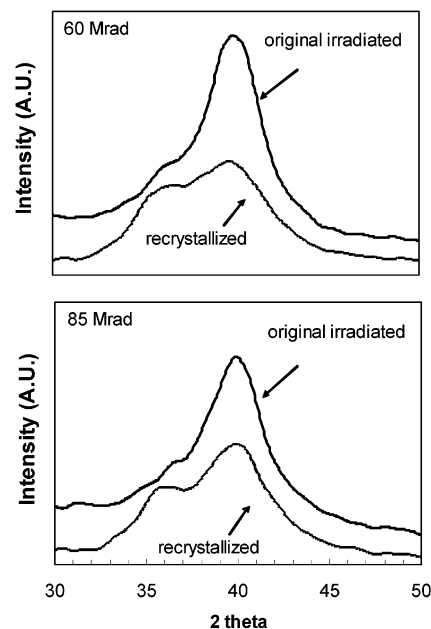 60 Mrad
original irradiated
recrystallized
Intensity (A.U.)
85 Mrad
original irradiated
recrystallized
Intensity (A.U.)
30 35 40 45 50
2 theta